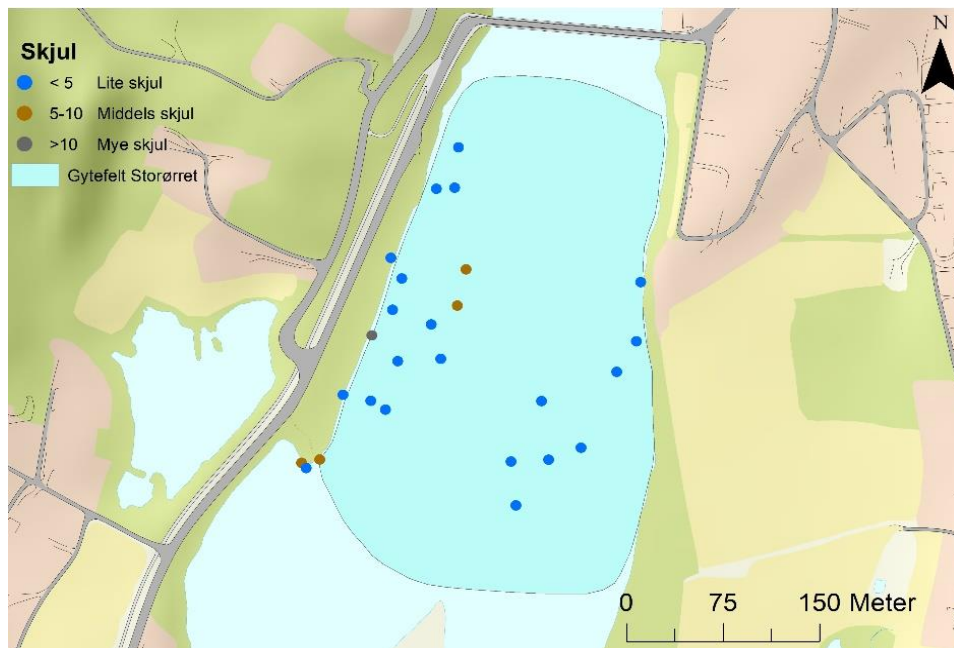 Skjul
< 5 Lite skjul
5-10 Middels skjul
>10 Mye skjul
Gytefelt Storørret
N
0 75 150 Meter